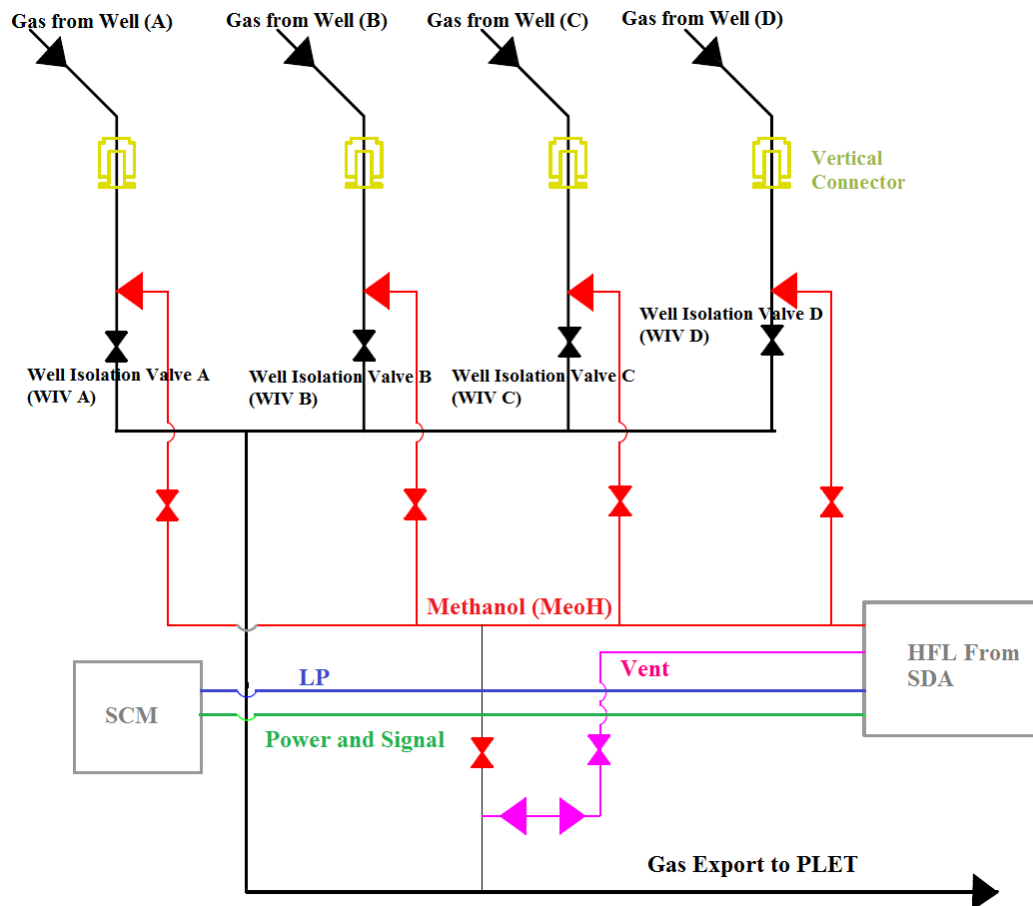 Gas from Well (A)
Gas from Well (B)
Gas from Well (C)
Gas from Well (D)
Vertical
Connector
Well Isolation Valve A
(WIV A)
Well Isolation Valve B
(WIV B)
Well Isolation Valve C
(WIV C)
Well Isolation Valve D
(WIV D)
Methanol (MeoH)
HFL From
SDA
Vent
LP
SCM
Power and Signal
Gas Export to PLET